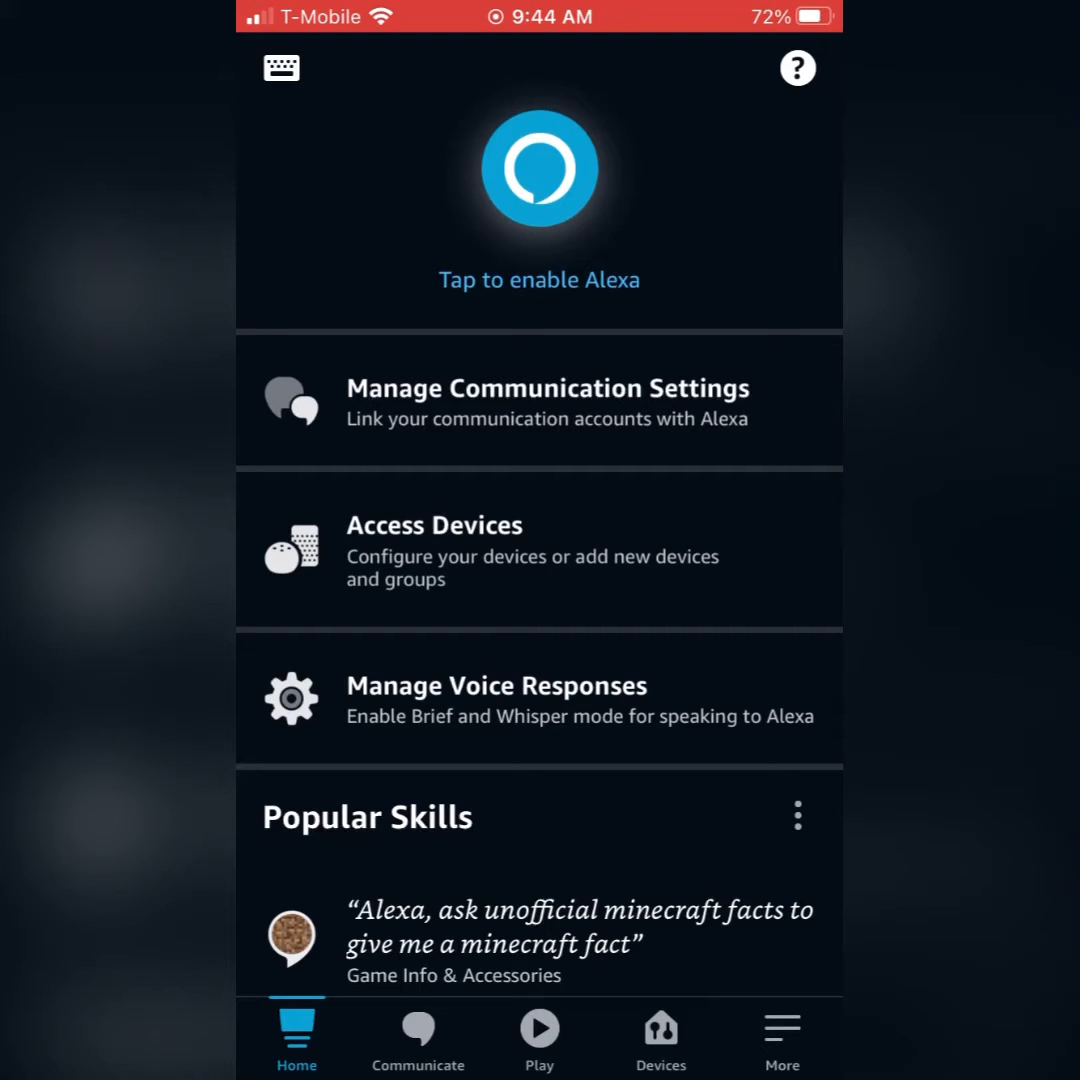 T-Mobile 9:44 AM 72%
?
Tap to enable Alexa
Manage Communication Settings
Link your communication accounts with Alexa
Access Devices
Configure your devices or add new devices
and groups
Manage Voice Responses
Enable Brief and Whisper mode for speaking to Alexa
Popular Skills
“Alexa, ask unofficial minecraft facts to
give me a minecraft fact”
Game Info & Accessories
Home Communicate Play Devices More